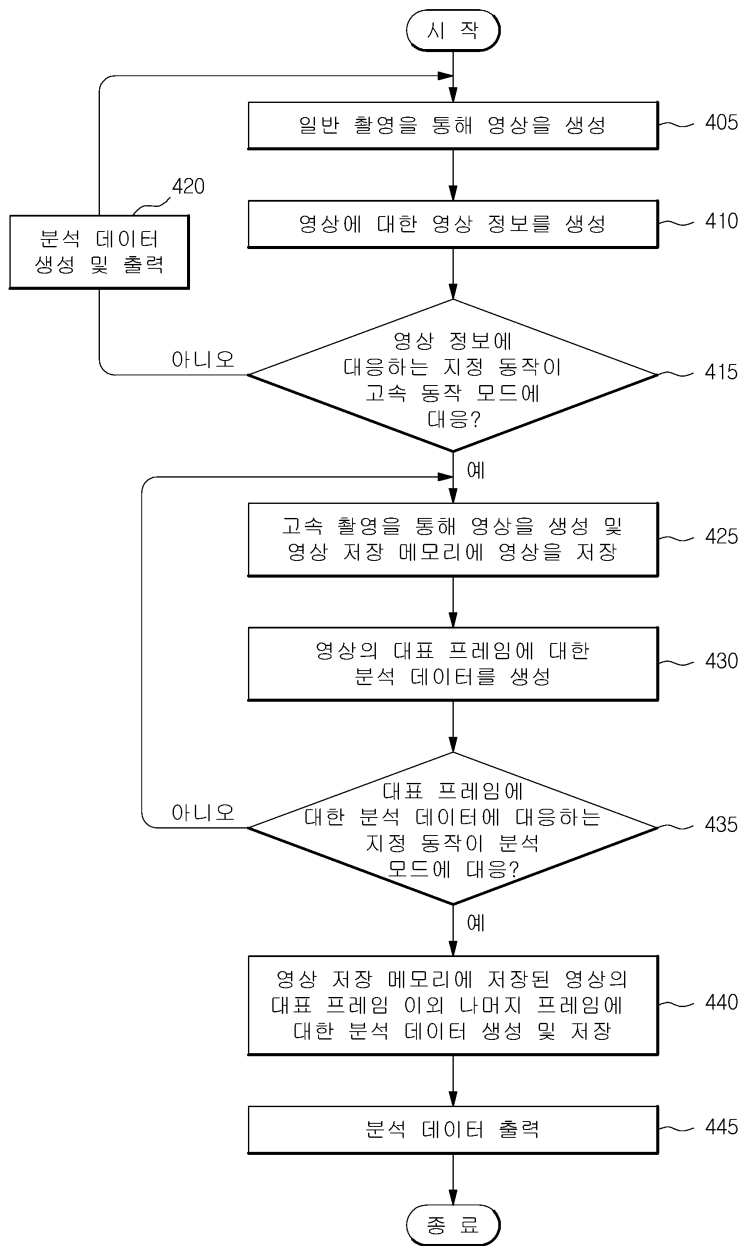 시 작
일반 촬영을 통해 영상을 생성
405
420
분석 데이터
생성 및 출력
영상에 대한 영상 정보를 생성
410
영상 정보에
대응하는 지정 동작이
고속 동작 모드에
대응?
415
아니오
예
고속 촬영을 통해 영상을 생성 및
영상 저장 메모리에 영상을 저장
425
영상의 대표 프레임에 대한
분석 데이터를 생성
430
대표 프레임에
대한 분석 데이터에 대응하는
지정 동작이 분석
모드에 대응?
435
아니오
예
영상 저장 메모리에 저장된 영상의
대표 프레임 이외 나머지 프레임에
대한 분석 데이터 생성 및 저장
440
분석 데이터 출력
445
종 료